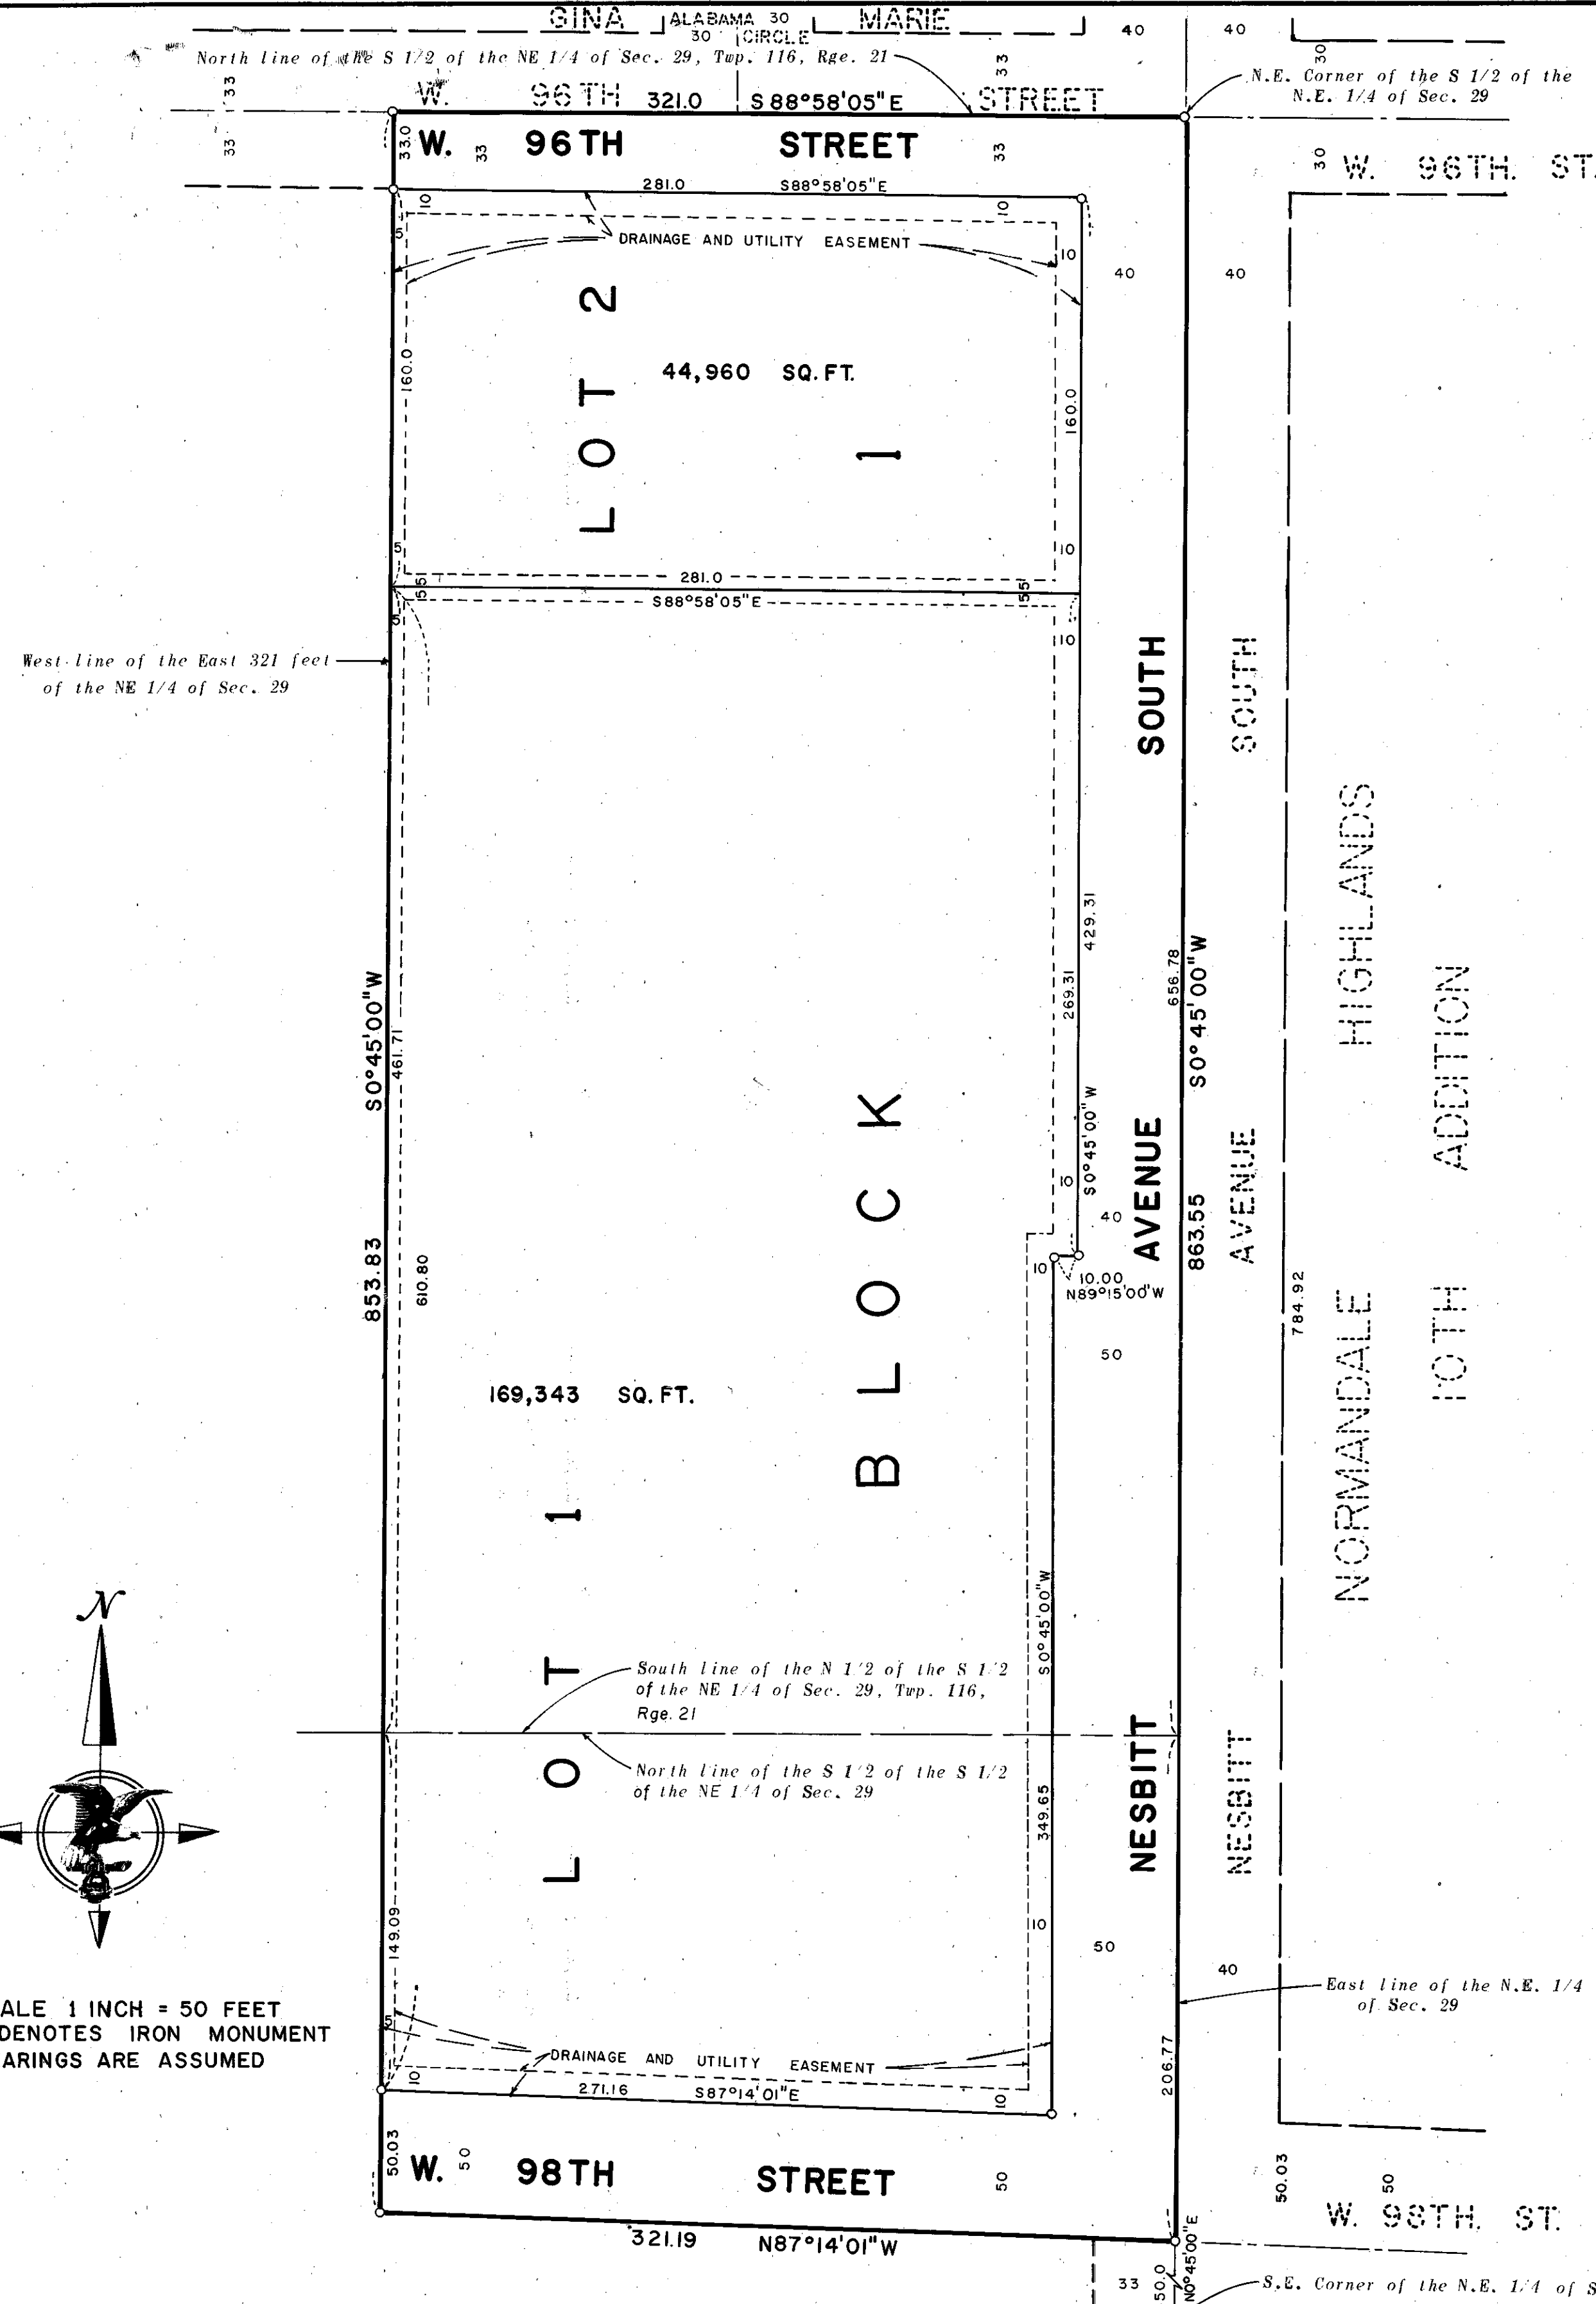 GINA ALABAMA 30 MARIE 40 40
30 CIRCLE
North line of the S 1/2 of the NE 1/4 of Sec. 29, Twp. 116, Rge. 21
33 33 33 30
N.E. Corner of the S 1/2 of the
N.E. 1/4 of Sec. 29
W. 96TH 321.0 S 88°58'05"E STREET
33.0 W. 33 96TH STREET 33
30 W. 96TH. ST.
281.0 S88°58'05"E
10 10
5 DRAINAGE AND UTILITY EASEMENT 10
40 40
LOT 2
44,960 SQ. FT.
1
160.0 160.0
5 10
5 281.0 5
5 S88°58'05"E 5
5 10
West line of the East 321 feet
of the NE 1/4 of Sec. 29
SOUTH SOUTH
HIGHLANDS
429.31
269.31
656.78
S0°45'00"W
S0°45'00"W
461.71
S0°45'00"W
10
40
AVENUE AVENUE
ADDITION
853.83
610.80
863.55
10 10.00
N89°15'00"W
784.92
50
BLOCK
169,343 SQ. FT.
NORMANDALE
10TH
LOT 1
S0°45'00"W
N
South line of the N 1/2 of the S 1/2
of the NE 1/4 of Sec. 29, Twp. 116,
Rge. 21
North line of the S 1/2 of the S 1/2
of the NE 1/4 of Sec. 29
349.65
NESBITT NESBITT
149.09
10
50
40
East line of the N.E. 1/4
of Sec. 29
ALE 1 INCH = 50 FEET
DENOTES IRON MONUMENT
ARINGS ARE ASSUMED
5
DRAINAGE AND UTILITY EASEMENT
206.77
10 271.16 S87°14'01"E 10
50.03 W. 50 98TH STREET 50
50.03 50
W. 98TH. ST.
321.19 N87°14'01"W
33 50.0 N0°45'00"E
S.E. Corner of the N.E. 1/4 of S